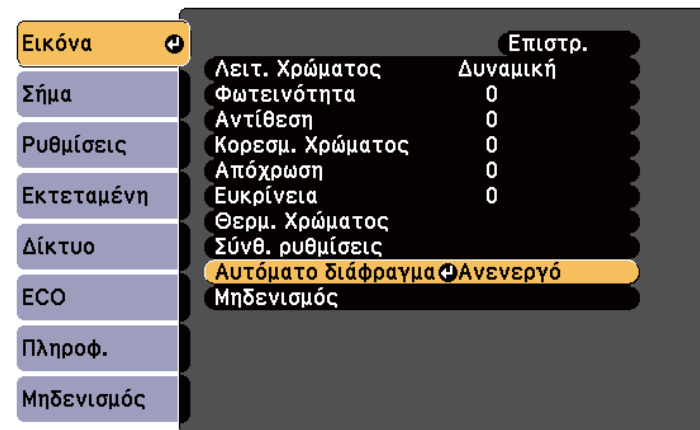 Εικόνα
Σήμα
Ρυθμίσεις
Εκτεταμένη
Δίκτυο
ECO
Πληροφ.
Μηδενισμός
Επιστρ.
Λειτ. Χρώματος Δυναμική
Φωτεινότητα 0
Αντίθεση 0
Κορεσμ. Χρώματος 0
Απόχρωση 0
Ευκρίνεια 0
Θερμ. Χρώματος
Σύνθ. ρυθμίσεις
Αυτόματο διάφραγμα Ανενεργό
Μηδενισμός